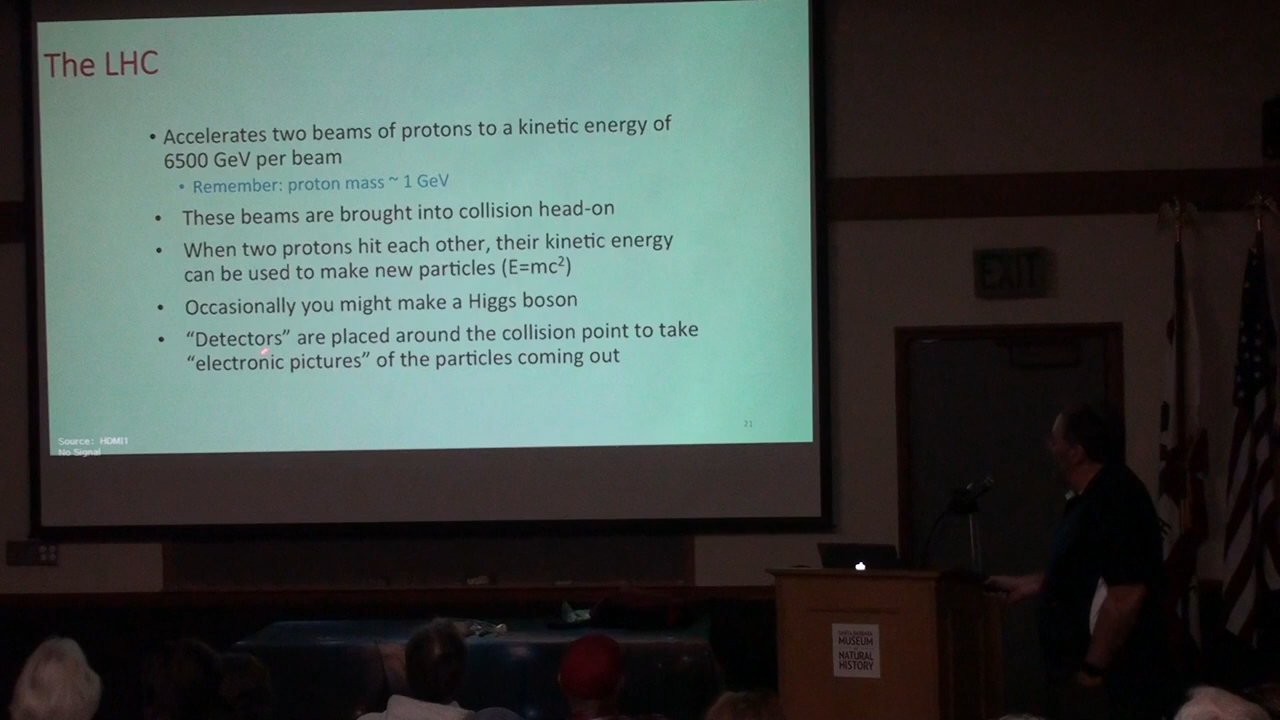 The LHC
• Accelerates two beams of protons to a kinetic energy of
6500 GeV per beam
• Remember: proton mass ~ 1 GeV
• These beams are brought into collision head-on
• When two protons hit each other, their kinetic energy
can be used to make new particles (E=mc²)
• Occasionally you might make a Higgs boson
• “Detectors” are placed around the collision point to take
“electronic pictures” of the particles coming out
21
Source: HDMI1
No Signal
EXIT
SANTA BARBARA
MUSEUM
NATURAL
HISTORY